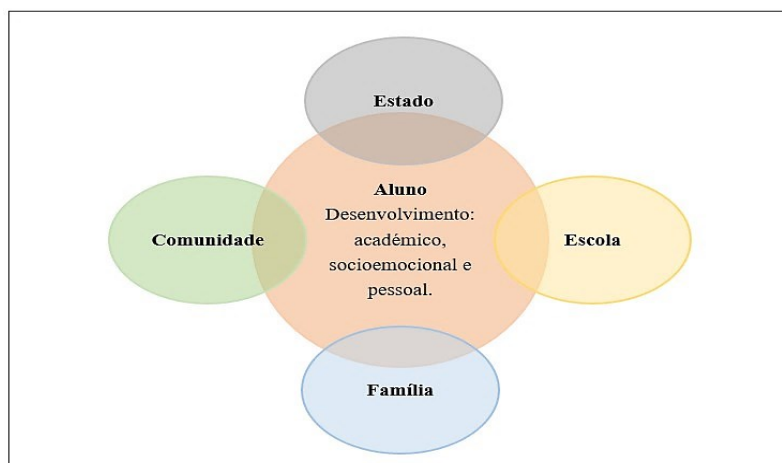 Estado
Aluno
Desenvolvimento:
académico,
socioemocional e
pessoal.
Comunidade
Escola
Família